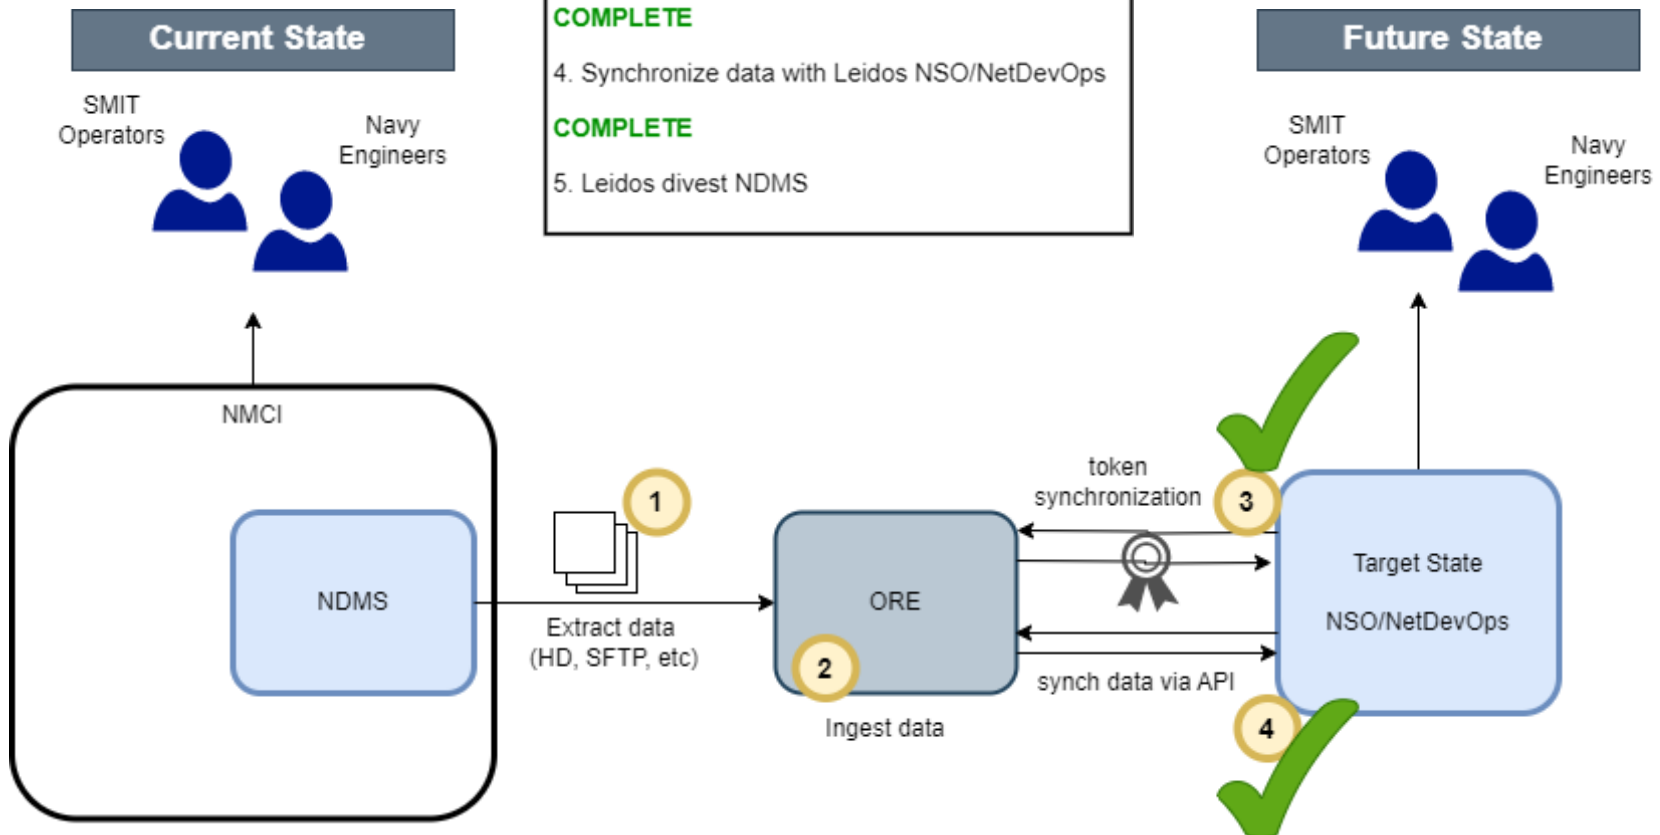 Current State
COMPLETE
4. Synchronize data with Leidos NSO/NetDevOps
COMPLETE
5. Leidos divest NDMS
Future State
SMIT
Operators
Navy
Engineers
SMIT
Operators
Navy
Engineers
NMCI
NDMS
1
Extract data
(HD, SFTP, etc)
ORE
2
Ingest data
token
synchronization
3
synch data via API
4
Target State
NSO/NetDevOps